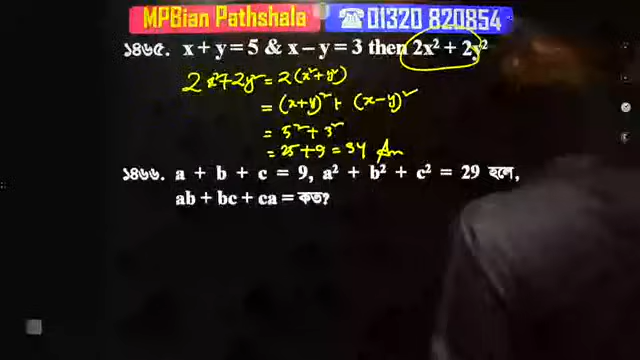 MPBian Pathshala ☎01320 820854
১৪৬৫. x + y = 5 & x – y = 3 then 2x² + 2y²
2x²+2y² = 2(x²+y²)
= (x+y)² + (x-y)²
= 5² + 3²
= 25 + 9 = 34 Am
১৪৬৬. a + b + c = 9, a² + b² + c² = 29 হলে,
ab + bc + ca = কত?